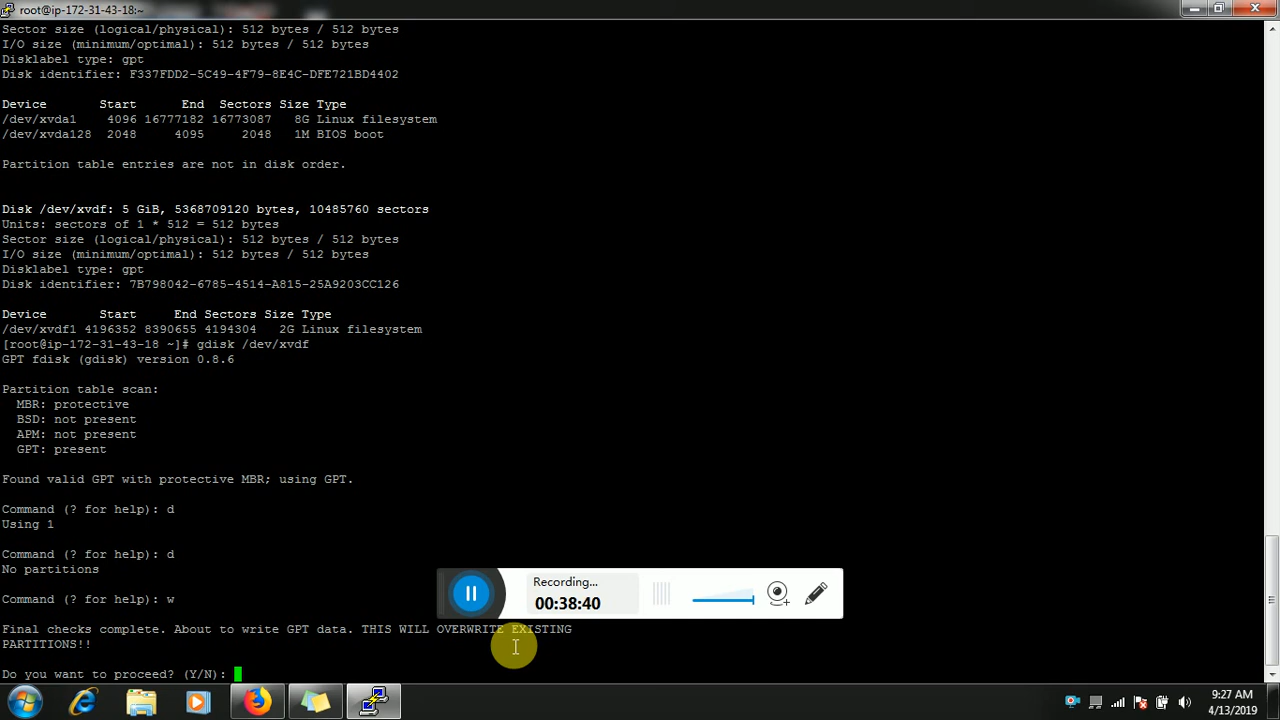 root@ip-172-31-43-18:~
Sector size (logical/physical): 512 bytes / 512 bytes
I/O size (minimum/optimal): 512 bytes / 512 bytes
Disklabel type: gpt
Disk identifier: F337FDD2-5C49-4F79-8E4C-DFE721BD4402
Device Start End Sectors Size Type
/dev/xvda1 4096 16777182 16773087 8G Linux filesystem
/dev/xvda128 2048 4095 2048 1M BIOS boot
Partition table entries are not in disk order.
Disk /dev/xvdf: 5 GiB, 5368709120 bytes, 10485760 sectors
Units: sectors of 1 * 512 = 512 bytes
Sector size (logical/physical): 512 bytes / 512 bytes
I/O size (minimum/optimal): 512 bytes / 512 bytes
Disklabel type: gpt
Disk identifier: 7B798042-6785-4514-A815-25A9203CC126
Device Start End Sectors Size Type
/dev/xvdf1 4196352 8390655 4194304 2G Linux filesystem
[root@ip-172-31-43-18 ~]# gdisk /dev/xvdf
GPT fdisk (gdisk) version 0.8.6
Partition table scan:
MBR: protective
BSD: not present
APM: not present
GPT: present
Found valid GPT with protective MBR; using GPT.
Command (? for help): d
Using 1
Command (? for help): d
No partitions
Command (? for help): w
Final checks complete. About to write GPT data. THIS WILL OVERWRITE EXISTING
PARTITIONS!!
Do you want to proceed? (Y/N):
Recording...
00:38:40
9:27 AM
4/13/2019